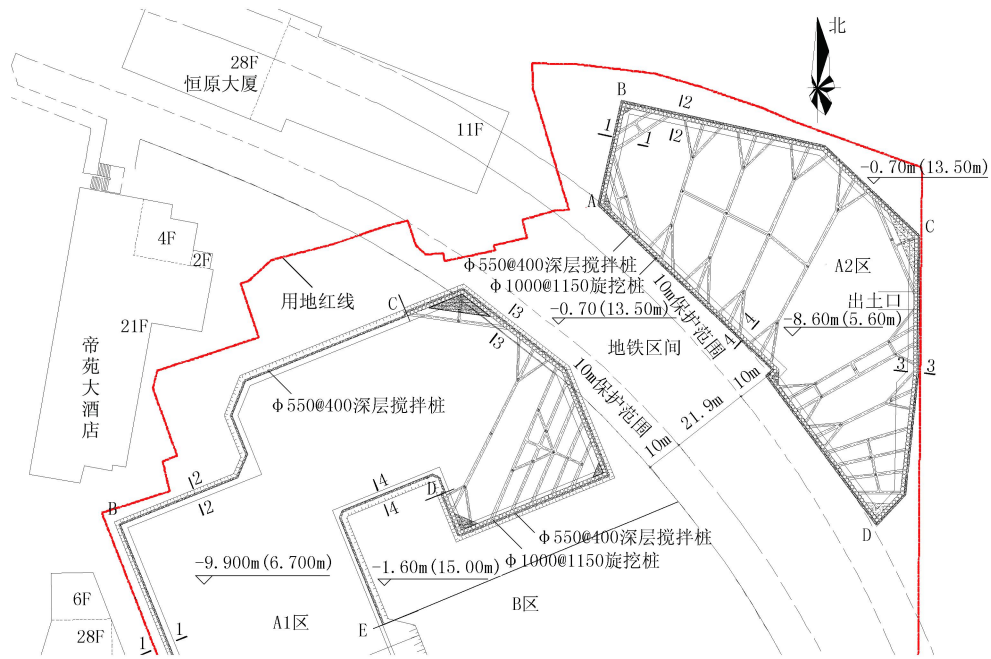 北
28F
恒原大厦
11F
B
2
2
1
1
-0.70m(13.50m)
A
C
4F
2F
φ550@400深层搅拌桩
φ1000@1150旋挖桩
A2区
出土口
用地红线
C
3
3
-0.70(13.50m)
10m保护范围
4
4
-8.60m(5.60m)
21F
地铁区间
帝苑大酒店
10m保护范围
10m
21.9m
10m
3
3
φ550@400深层搅拌桩
2
2
4
4
D
B
D
φ550@400深层搅拌桩
φ1000@1150旋挖桩
-9.900m(6.700m)
-1.60m(15.00m)
6F
B区
A1区
E
28F
1
1